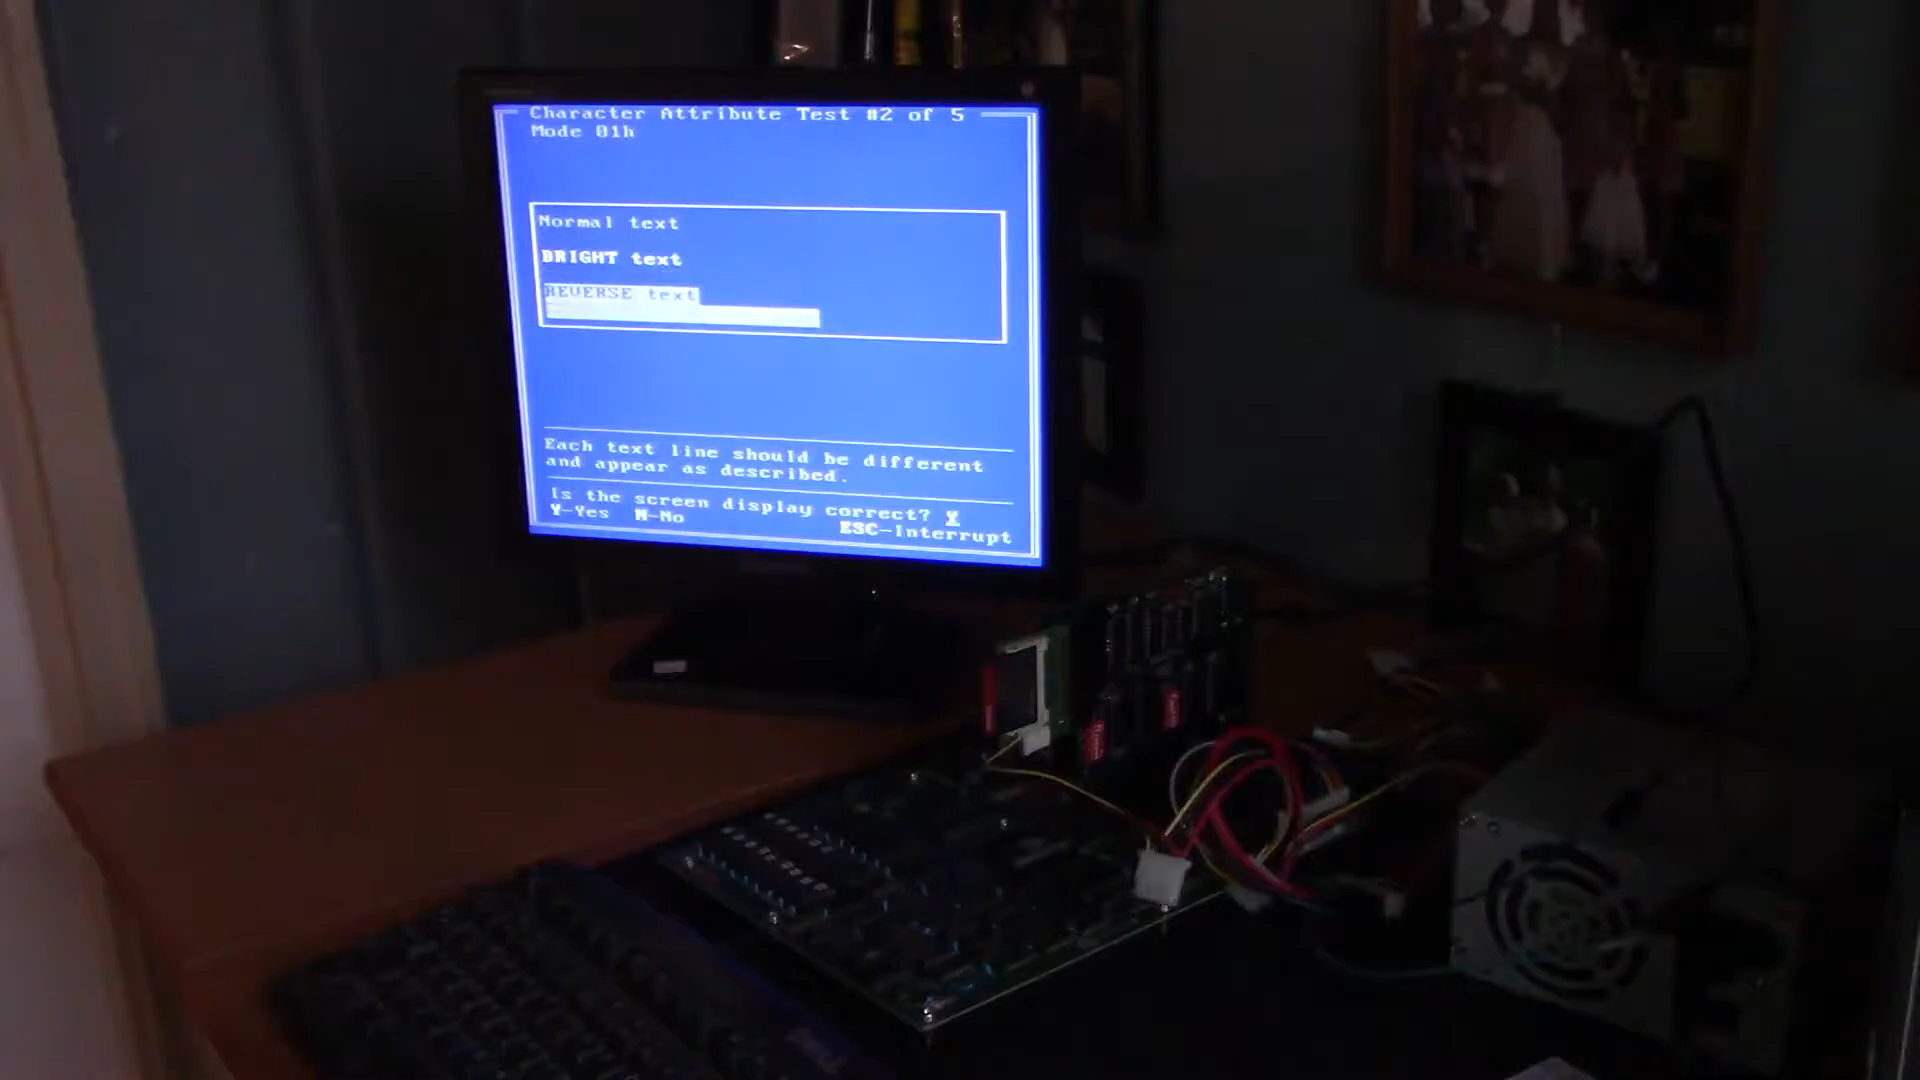 Character Attribute Test #2 of 5
Mode 01h
Normal text
BRIGHT text
REVERSE text
Each text line should be different
and appear as described.
Is the screen display correct? Y
Y-Yes N-No
ESC-Interrupt